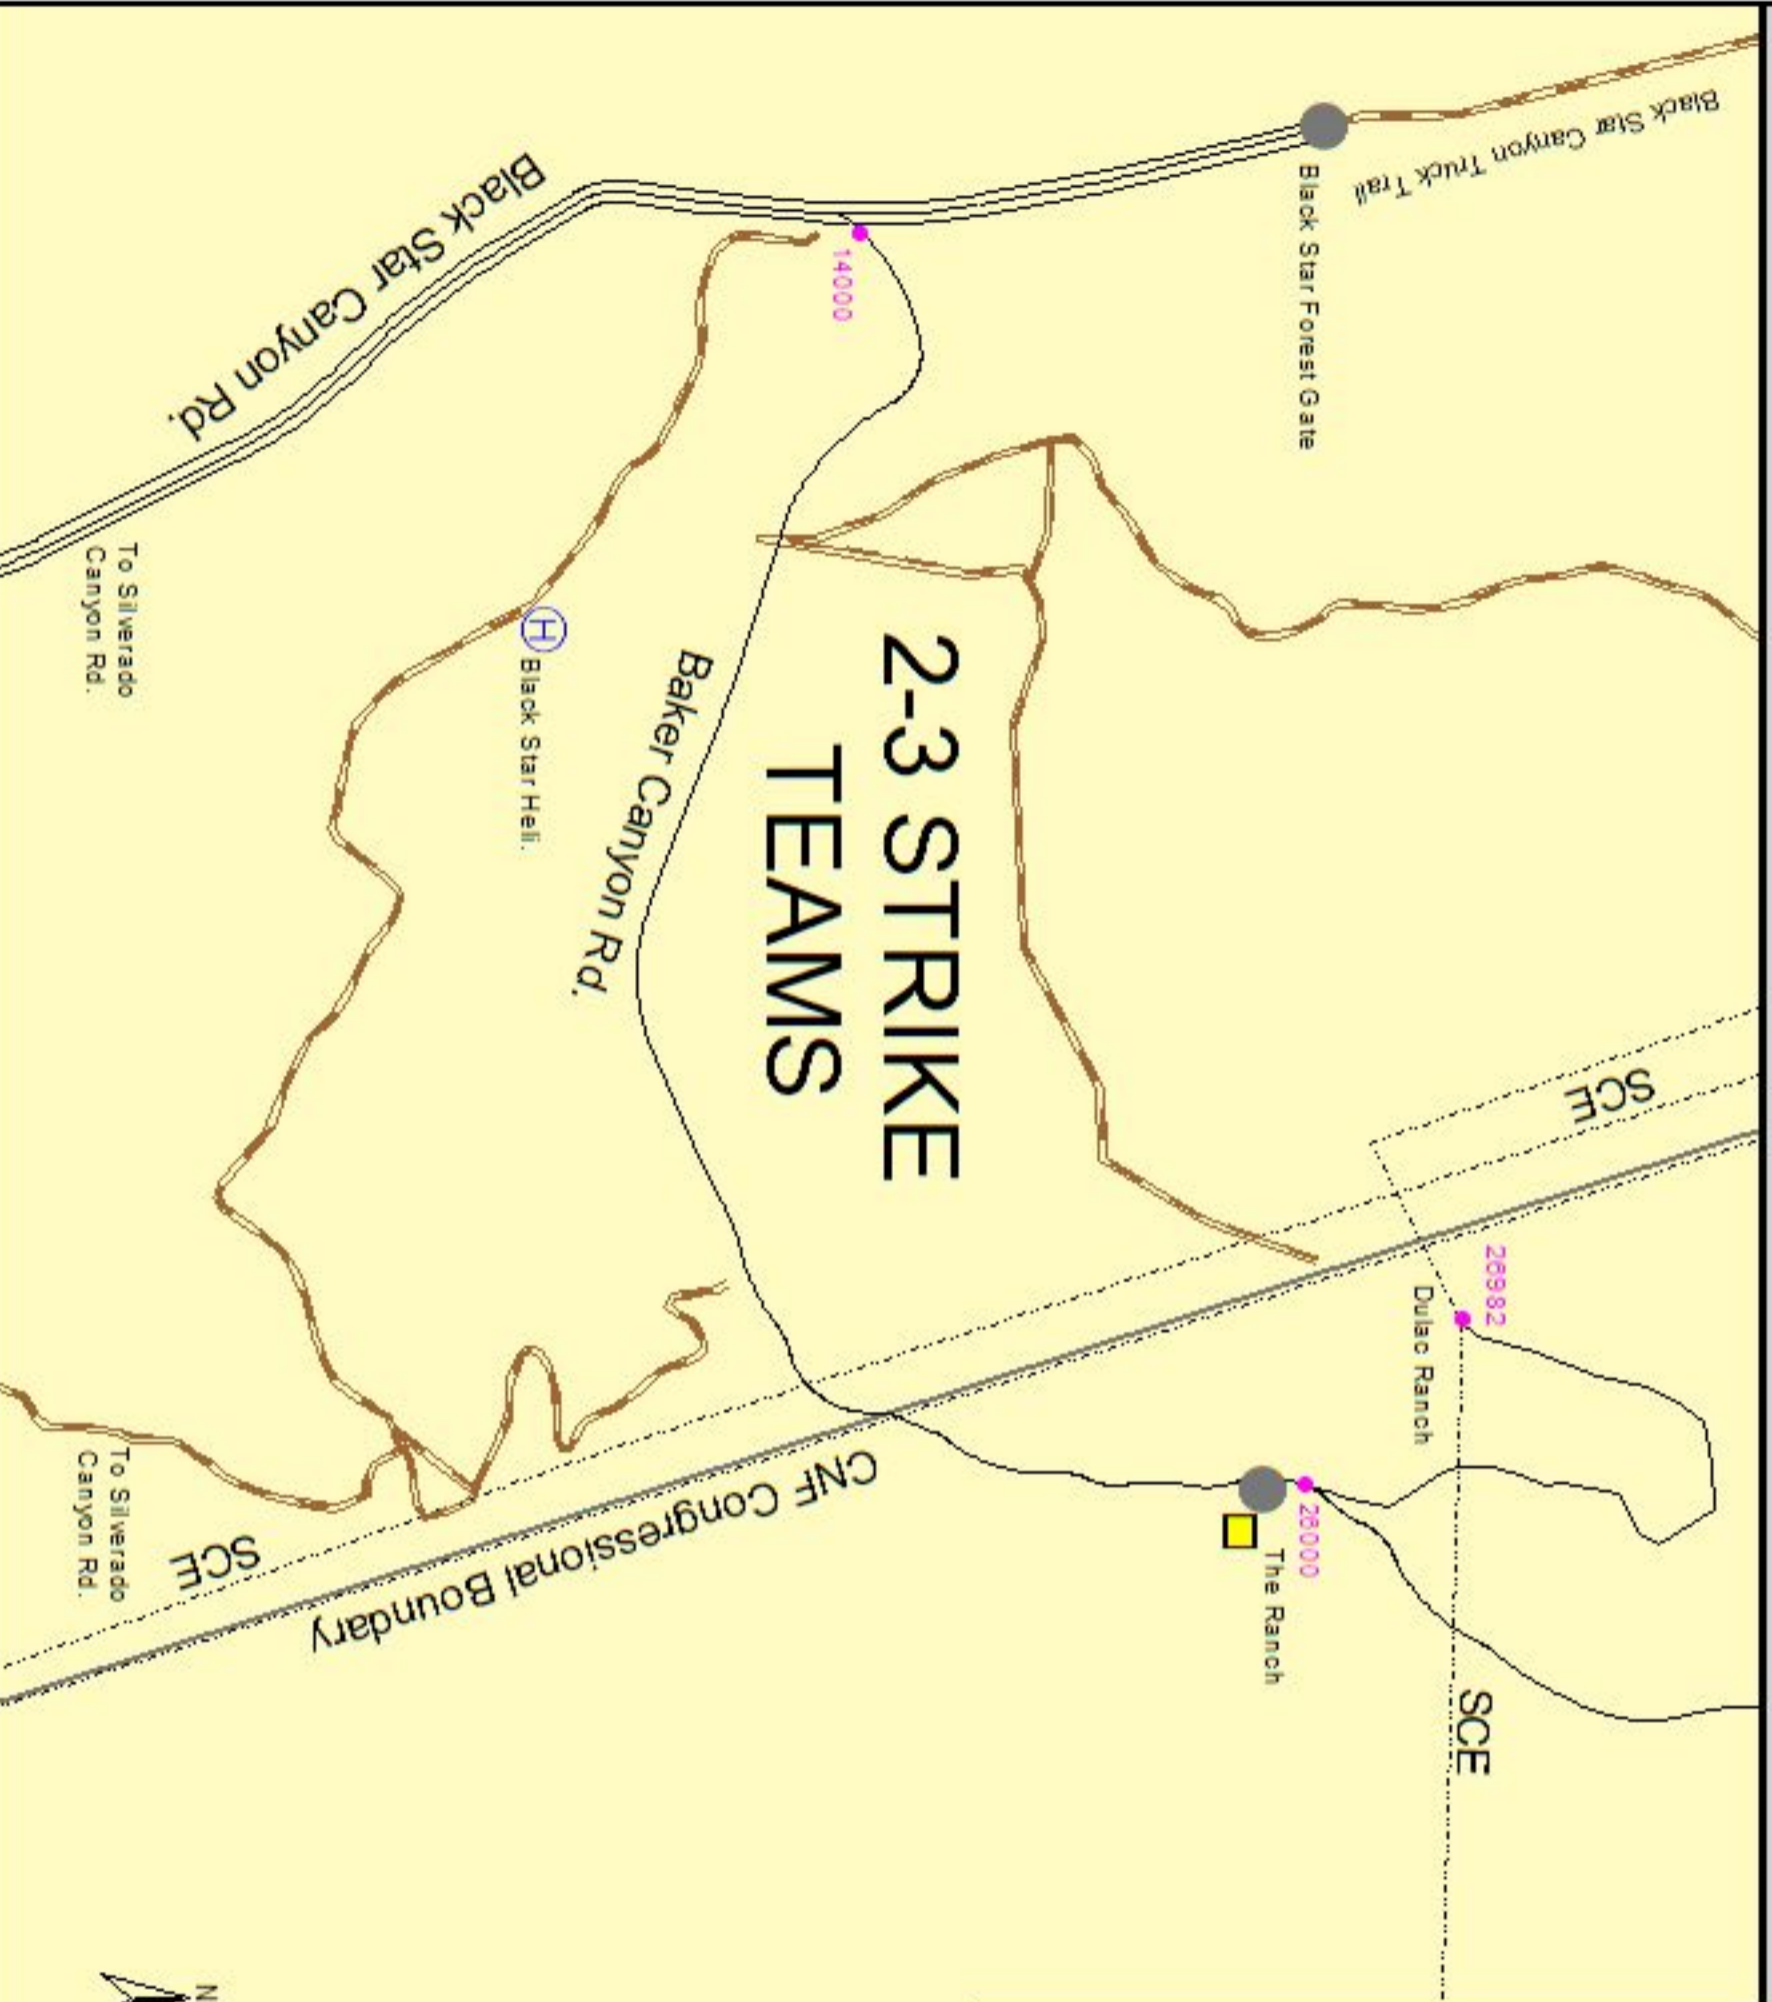 Black Star Canyon Truck Trail
Black Star Forest Gate
Black Star Canyon Rd.
14000
To Silverado
Canyon Rd.
H
Black Star Heli.
Baker Canyon Rd.
2-3 STRIKE
TEAMS
SCE
26982
Dulac Ranch
CNF Congressional Boundary
28000
The Ranch
To Silverado
Canyon Rd.
SCE
SCE
N